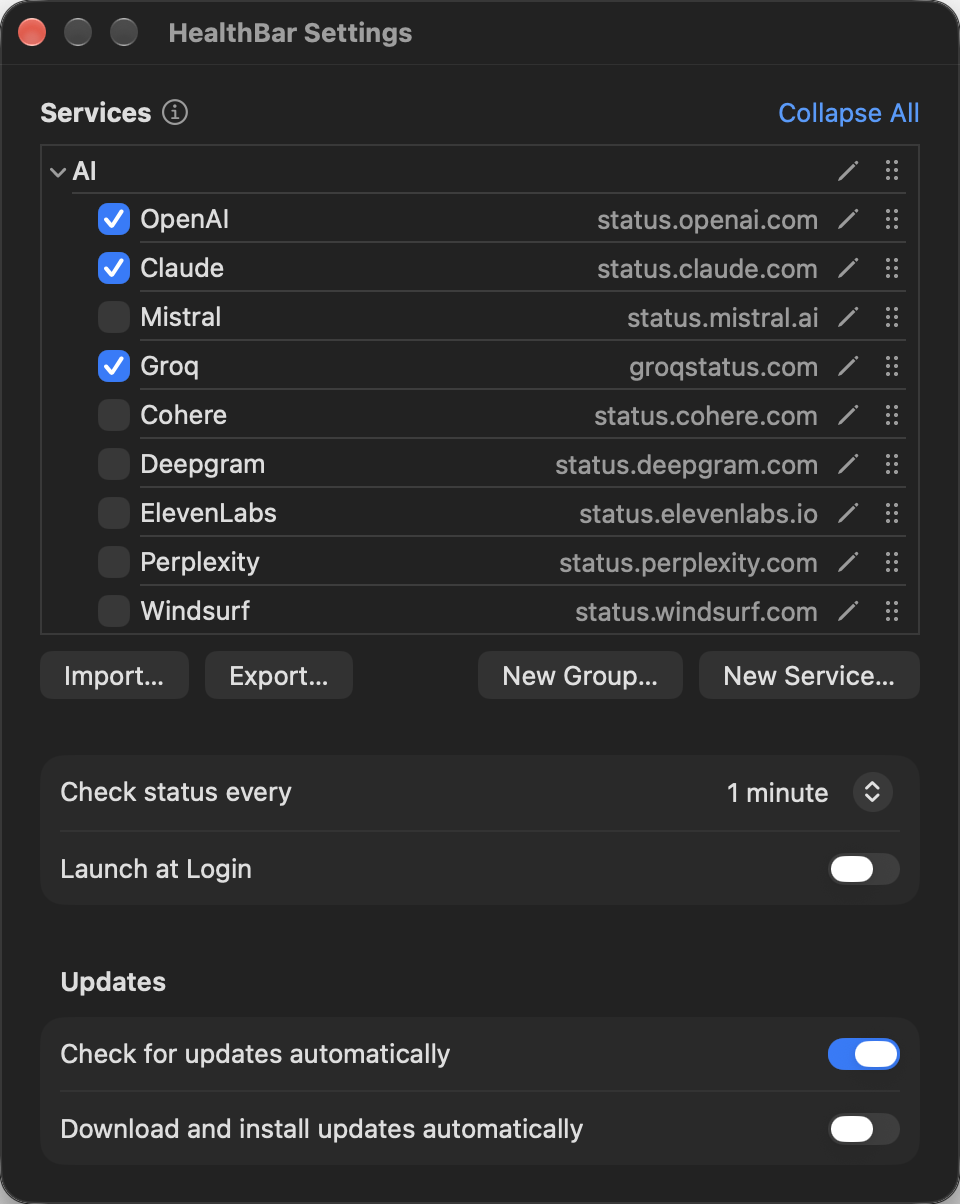 HealthBar Settings
Services Collapse All
AI
OpenAI status.openai.com
Claude status.claude.com
Mistral status.mistral.ai
Groq groqstatus.com
Cohere status.cohere.com
Deepgram status.deepgram.com
ElevenLabs status.elevenlabs.io
Perplexity status.perplexity.com
Windsurf status.windsurf.com
Import... Export... New Group... New Service...
Check status every 1 minute
Launch at Login
Updates
Check for updates automatically
Download and install updates automatically